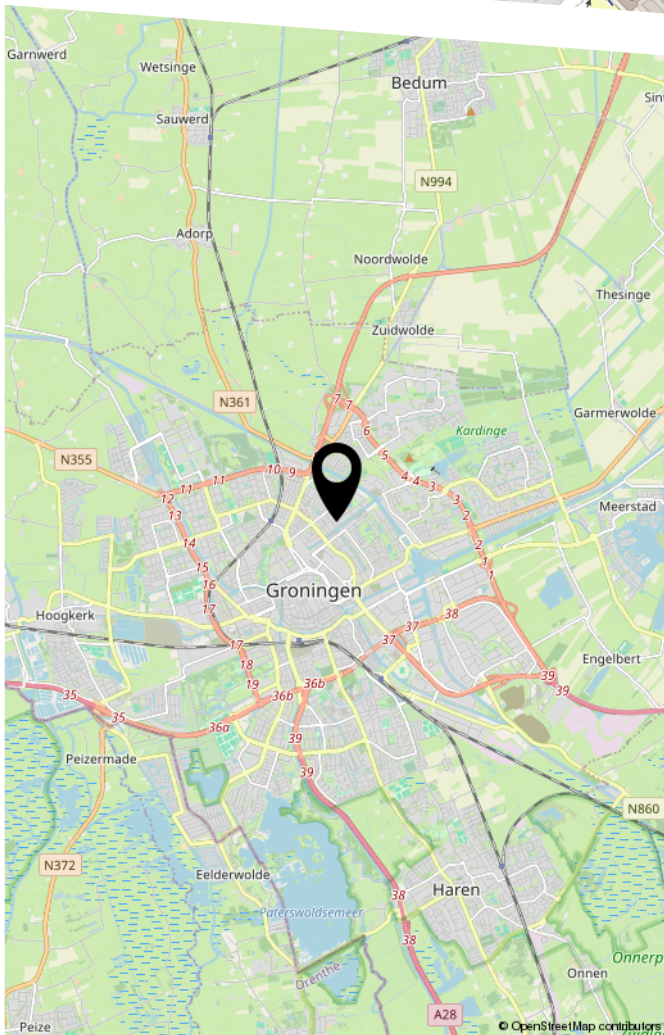 Garnwerd
Wetsinge
Bedum
Sauwerd
N994
Adorp
Noordwolde
Thesinge
Zuidwolde
7
7
N361
6
Garmerwolde
Kardinge
5
N355
10
9
4
4
3
11
11
12
3
13
2
Meerstad
14
2
15
1
1
16
Groningen
17
38
Hoogkerk
37
37
17
Engelbert
18
39
39
35
19
36b
36b
35
36a
39
Peizermade
39
N860
N372
Eelderwolde
Haren
38
Paterswoldsemeer
38
Drenthe
Onnen
A28
Peize
© OpenStreetMap contributors